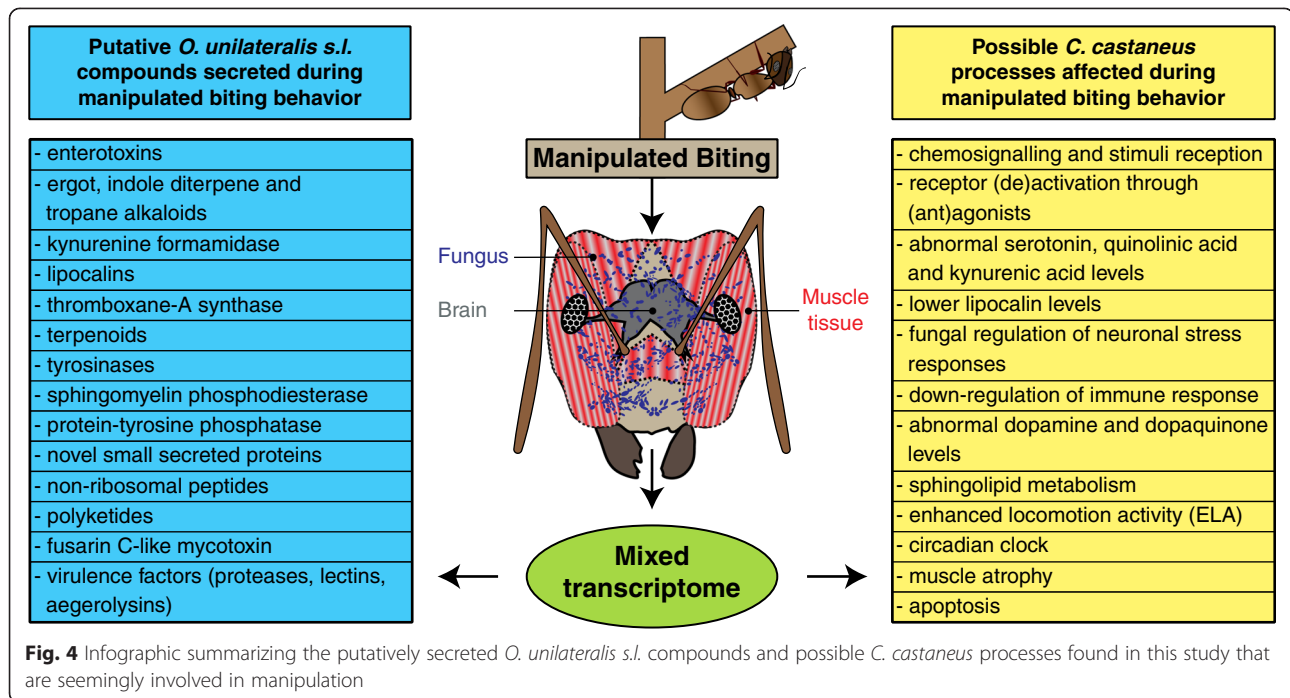 Putative O. unilateralis s.l.
compounds secreted during
manipulated biting behavior
- enterotoxins
- ergot, indole diterpene and
tropane alkaloids
- kynurenine formamidase
- lipocalins
- thromboxane-A synthase
- terpenoids
- tyrosinases
- sphingomyelin phosphodiesterase
- protein-tyrosine phosphatase
- novel small secreted proteins
- non-ribosomal peptides
- polyketides
- fusarin C-like mycotoxin
- virulence factors (proteases, lectins,
aegerolysins)
Manipulated Biting
Fungus
Brain
Muscle
tissue
Mixed
transcriptome
Possible C. castaneus
processes affected during
manipulated biting behavior
- chemosignalling and stimuli reception
- receptor (de)activation through
(ant)agonists
- abnormal serotonin, quinolinic acid
and kynurenic acid levels
- lower lipocalin levels
- fungal regulation of neuronal stress
responses
- down-regulation of immune response
- abnormal dopamine and dopaquinone
levels
- sphingolipid metabolism
- enhanced locomotion activity (ELA)
- circadian clock
- muscle atrophy
- apoptosis
Fig. 4 Infographic summarizing the putatively secreted O. unilateralis s.l. compounds and possible C. castaneus processes found in this study that
are seemingly involved in manipulation